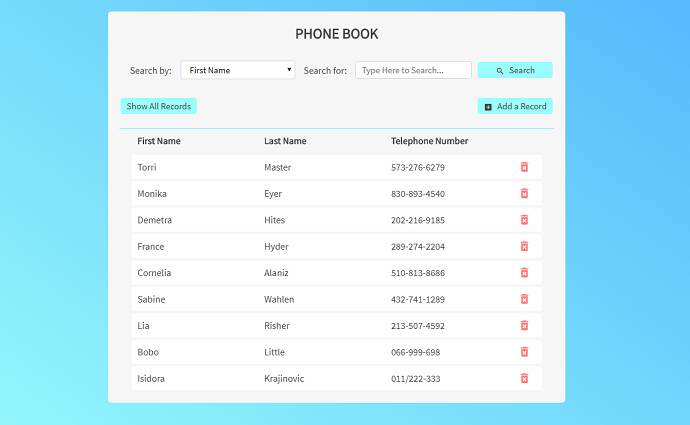 PHONE BOOK
Search by: First Name Search for: Type Here to Search... Search
Show All Records Add a Record
First Name Last Name Telephone Number
Torri Master 573-276-6279
Monika Eyer 830-893-4540
Demetra Hites 202-216-9185
France Hyder 289-274-2204
Cornelia Alaniz 510-813-8686
Sabine Wahlen 432-741-1289
Lia Risher 213-507-4592
Bobo Little 066-999-698
Isidora Krajinovic 011/222-333